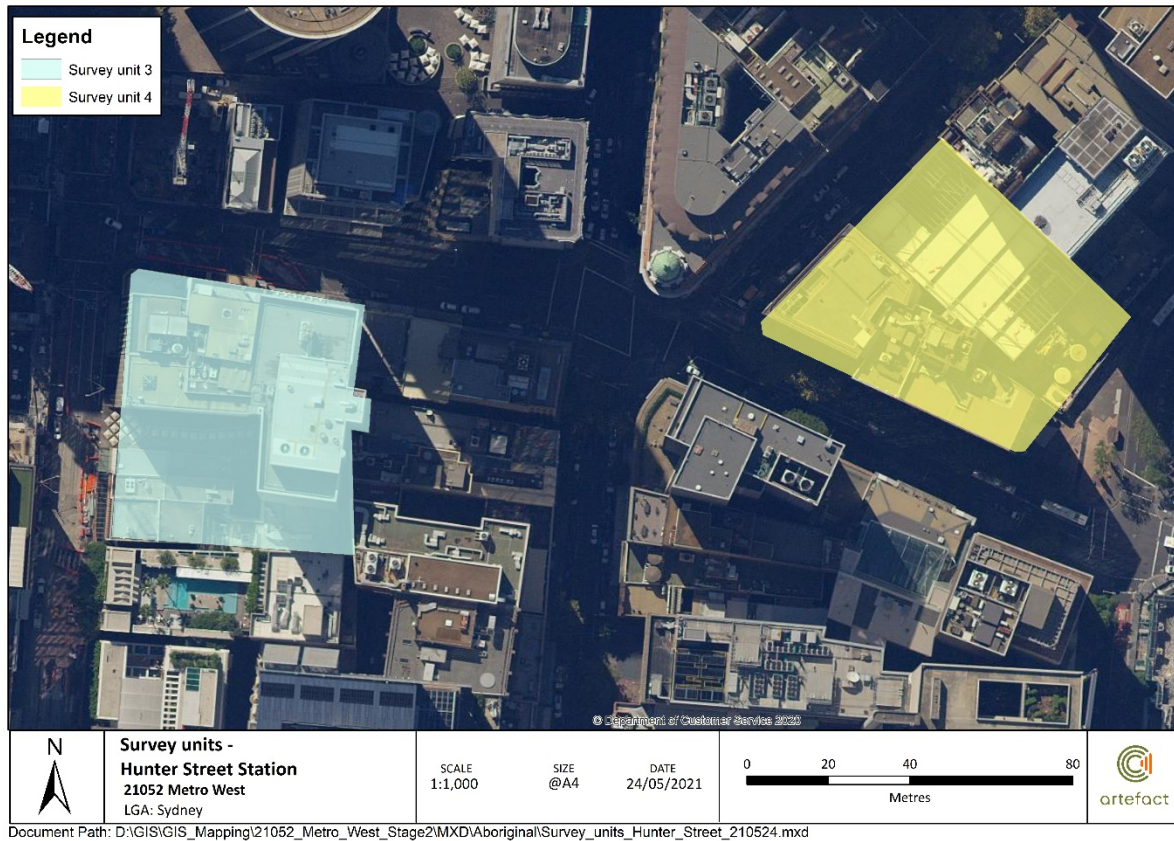 Legend
Survey unit 3
Survey unit 4
© Department of Customer Service 2020
N
Survey units -
Hunter Street Station
21052 Metro West
LGA: Sydney
SCALE
1:1,000
SIZE
@A4
DATE
24/05/2021
0 20 40 80
Metres
artefact
Document Path: D:\GIS\GIS_Mapping\21052_Metro_West_Stage2\MXD\Aboriginal\Survey_units_Hunter_Street_210524.mxd